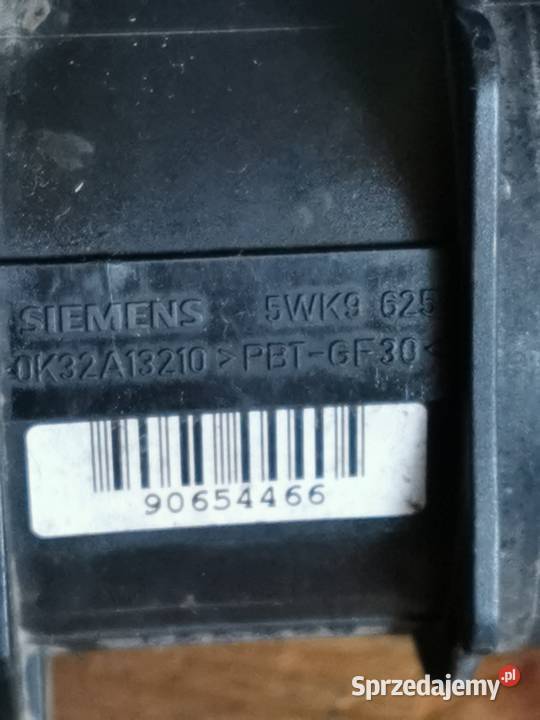 SIEMENS 5WK9 625
0K32A13210 >PBT-GF30<
90654466
Sprzedajemy.pl